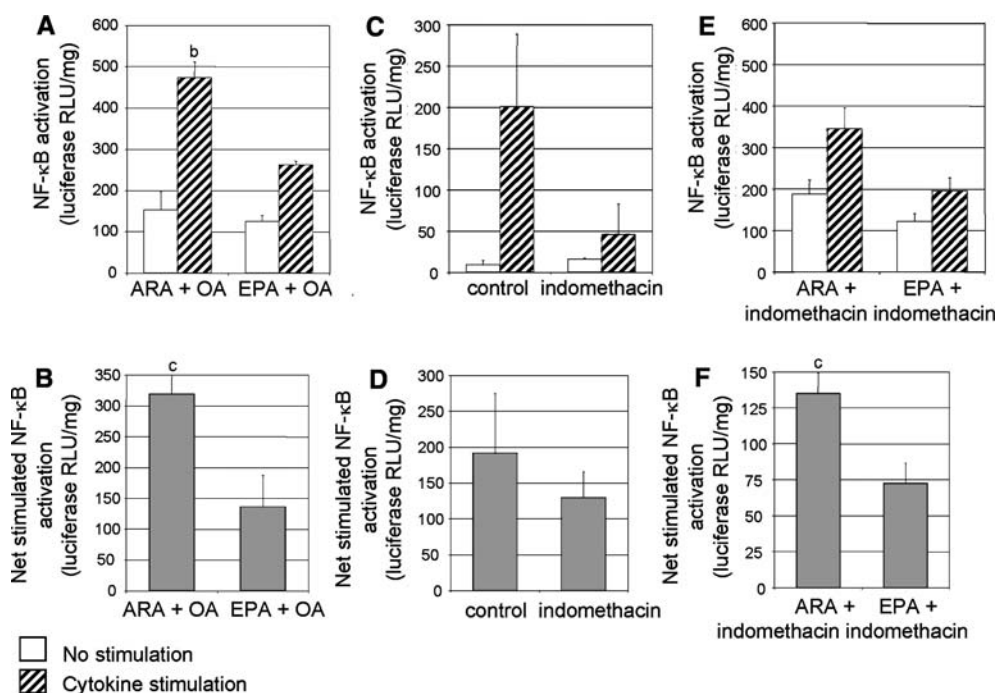 A
NF-κB activation
(luciferase RLU/mg)
600
500
400
300
200
100
0
b
ARA + OA EPA + OA
C
NF-κB activation
(luciferase RLU/mg)
300
250
200
150
100
50
0
control indomethacin
E
NF-κB activation
(luciferase RLU/mg)
600
500
400
300
200
100
0
ARA + EPA +
indomethacin indomethacin
B
Net stimulated NF-κB
activation
(luciferase RLU/mg)
350
300
250
200
150
100
50
0
c
ARA + OA EPA + OA
D
Net stimulated NF-κB
activation
(luciferase RLU/mg)
300
250
200
150
100
50
0
control indomethacin
F
Net stimulated NF-κB
activation
(luciferase RLU/mg)
150
125
100
75
50
25
0
c
ARA + EPA +
indomethacin indomethacin
No stimulation
Cytokine stimulation